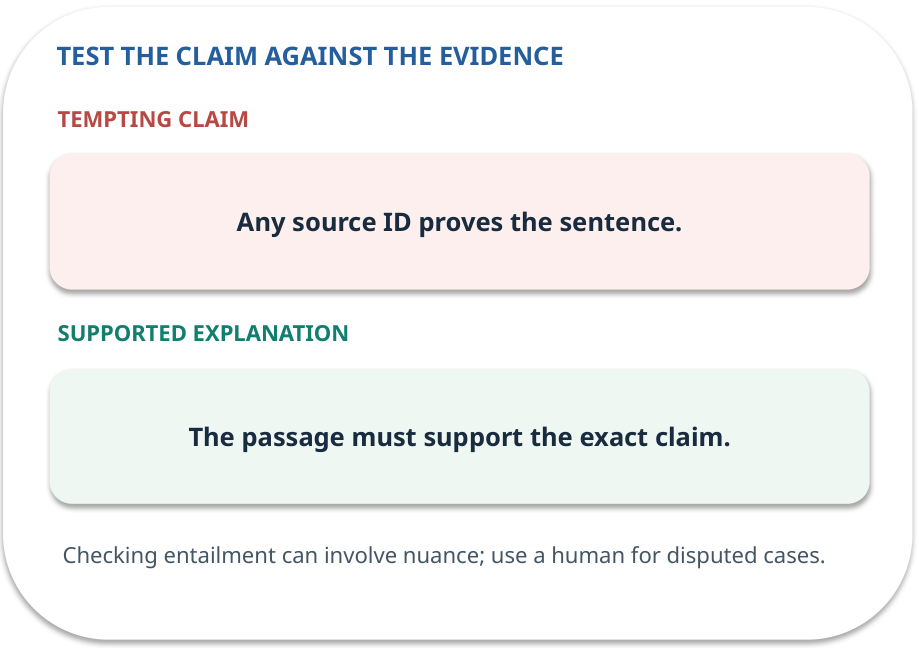 TEST THE CLAIM AGAINST THE EVIDENCE
TEMPTING CLAIM
Any source ID proves the sentence.
SUPPORTED EXPLANATION
The passage must support the exact claim.
Checking entailment can involve nuance; use a human for disputed cases.